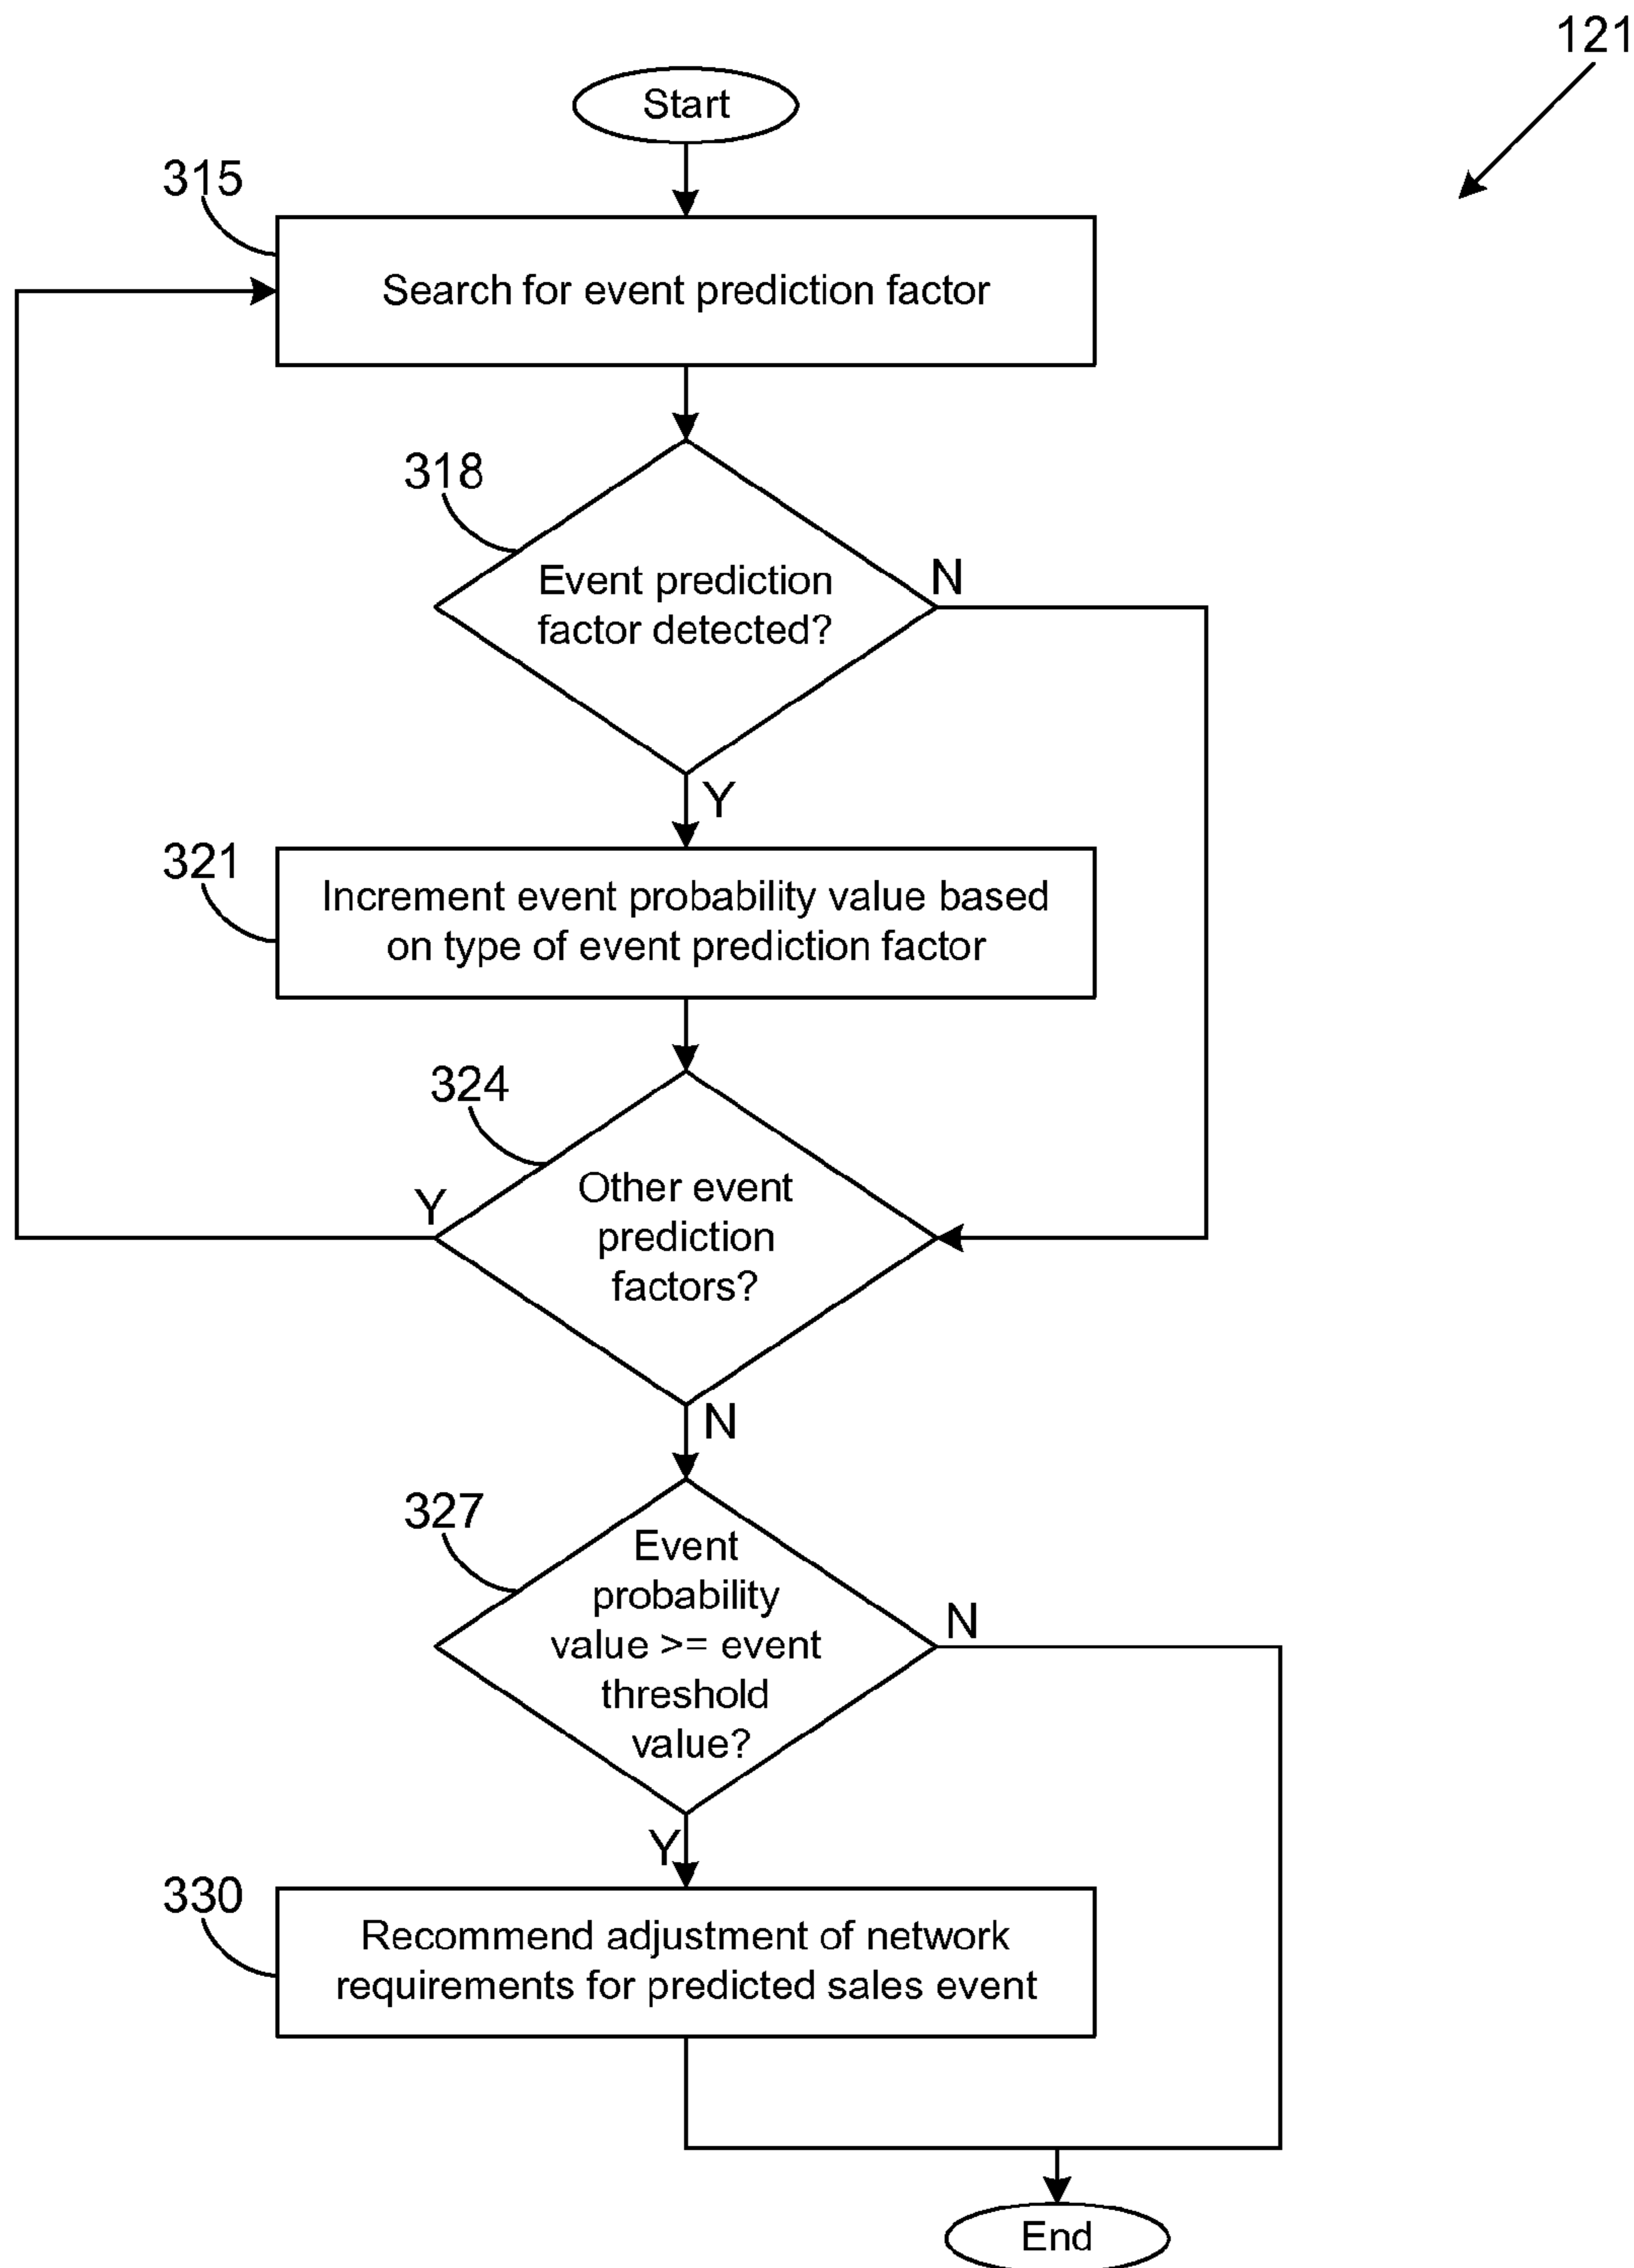 121
Start
315
Search for event prediction factor
318
Event prediction
factor detected?
N
Y
321
Increment event probability value based
on type of event prediction factor
324
Other event
prediction
factors?
Y
N
327
Event
probability
value >= event
threshold
value?
N
Y
330
Recommend adjustment of network
requirements for predicted sales event
End